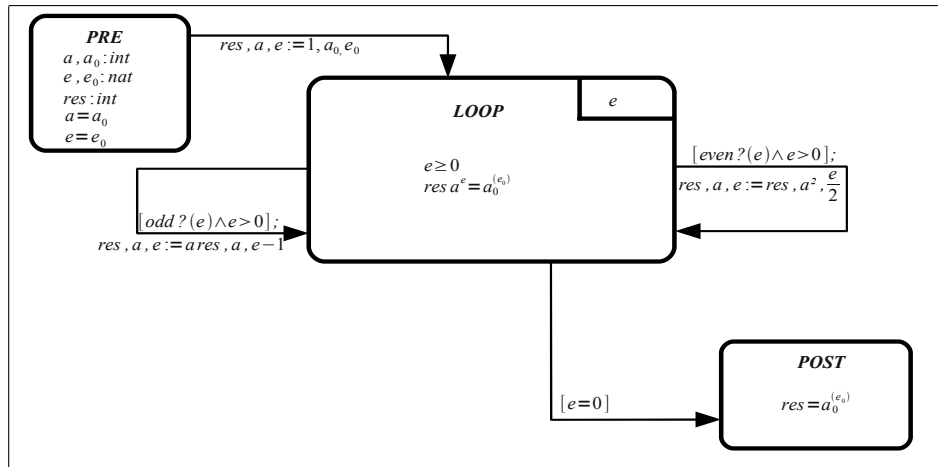 PRE
a , a₀ : int
e , e₀ : nat
res : int
a = a₀
e = e₀
res , a , e := 1 , a₀, e₀
LOOP
e
e ≥ 0
res aᵉ = a₀^(e₀)
[odd ? (e) ∧ e > 0] ;
res , a , e := a res , a , e − 1
[even ? (e) ∧ e > 0] ;
res , a , e := res , a² , e/2
[e = 0]
POST
res = a₀^(e₀)